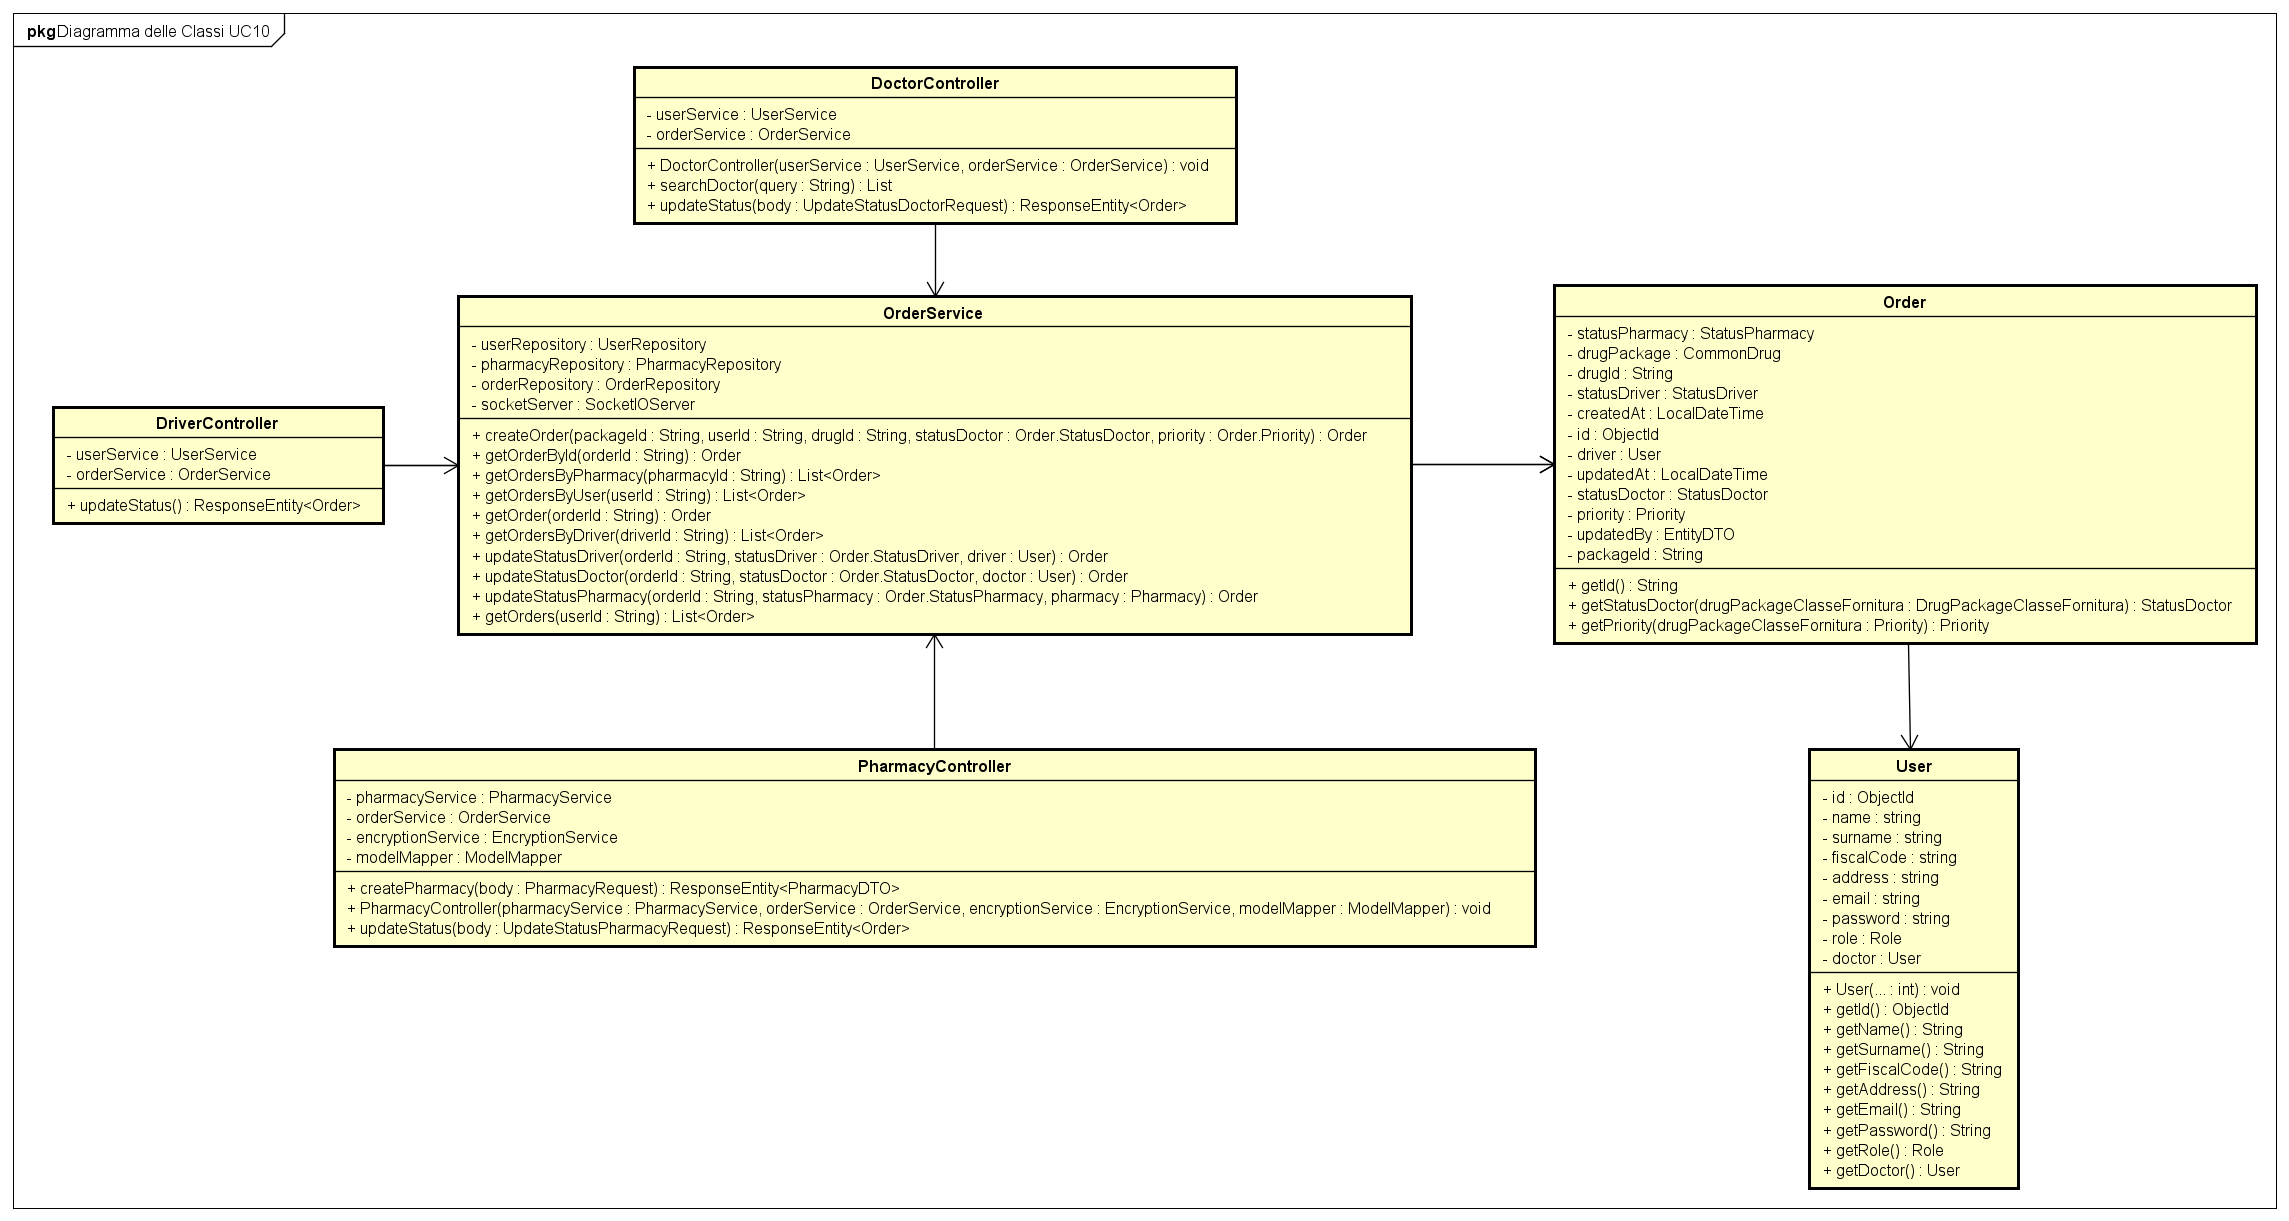 pkg Diagramma delle Classi UC10
DoctorController
- userService : UserService
- orderService : OrderService
+ DoctorController(userService : UserService, orderService : OrderService) : void
+ searchDoctor(query : String) : List
+ updateStatus(body : UpdateStatusDoctorRequest) : ResponseEntity<Order>
OrderService
- userRepository : UserRepository
- pharmacyRepository : PharmacyRepository
- orderRepository : OrderRepository
- socketServer : SocketIOServer
+ createOrder(packageId : String, userId : String, drugId : String, statusDoctor : Order.StatusDoctor, priority : Order.Priority) : Order
+ getOrderById(orderId : String) : Order
+ getOrdersByPharmacy(pharmacyId : String) : List<Order>
+ getOrdersByUser(userId : String) : List<Order>
+ getOrder(orderId : String) : Order
+ getOrdersByDriver(driverId : String) : List<Order>
+ updateStatusDriver(orderId : String, statusDriver : Order.StatusDriver, driver : User) : Order
+ updateStatusDoctor(orderId : String, statusDoctor : Order.StatusDoctor, doctor : User) : Order
+ updateStatusPharmacy(orderId : String, statusPharmacy : Order.StatusPharmacy, pharmacy : Pharmacy) : Order
+ getOrders(userId : String) : List<Order>
Order
- statusPharmacy : StatusPharmacy
- drugPackage : CommonDrug
- drugId : String
- statusDriver : StatusDriver
- createdAt : LocalDateTime
- id : ObjectId
- driver : User
- updatedAt : LocalDateTime
- statusDoctor : StatusDoctor
- priority : Priority
- updatedBy : EntityDTO
- packageId : String
+ getId() : String
+ getStatusDoctor(drugPackageClasseFornitura : DrugPackageClasseFornitura) : StatusDoctor
+ getPriority(drugPackageClasseFornitura : Priority) : Priority
DriverController
- userService : UserService
- orderService : OrderService
+ updateStatus() : ResponseEntity<Order>
PharmacyController
- pharmacyService : PharmacyService
- orderService : OrderService
- encryptionService : EncryptionService
- modelMapper : ModelMapper
+ createPharmacy(body : PharmacyRequest) : ResponseEntity<PharmacyDTO>
+ PharmacyController(pharmacyService : PharmacyService, orderService : OrderService, encryptionService : EncryptionService, modelMapper : ModelMapper) : void
+ updateStatus(body : UpdateStatusPharmacyRequest) : ResponseEntity<Order>
User
- id : ObjectId
- name : string
- surname : string
- fiscalCode : string
- address : string
- email : string
- password : string
- role : Role
- doctor : User
+ User(... : int) : void
+ getId() : ObjectId
+ getName() : String
+ getSurname() : String
+ getFiscalCode() : String
+ getAddress() : String
+ getEmail() : String
+ getPassword() : String
+ getRole() : Role
+ getDoctor() : User